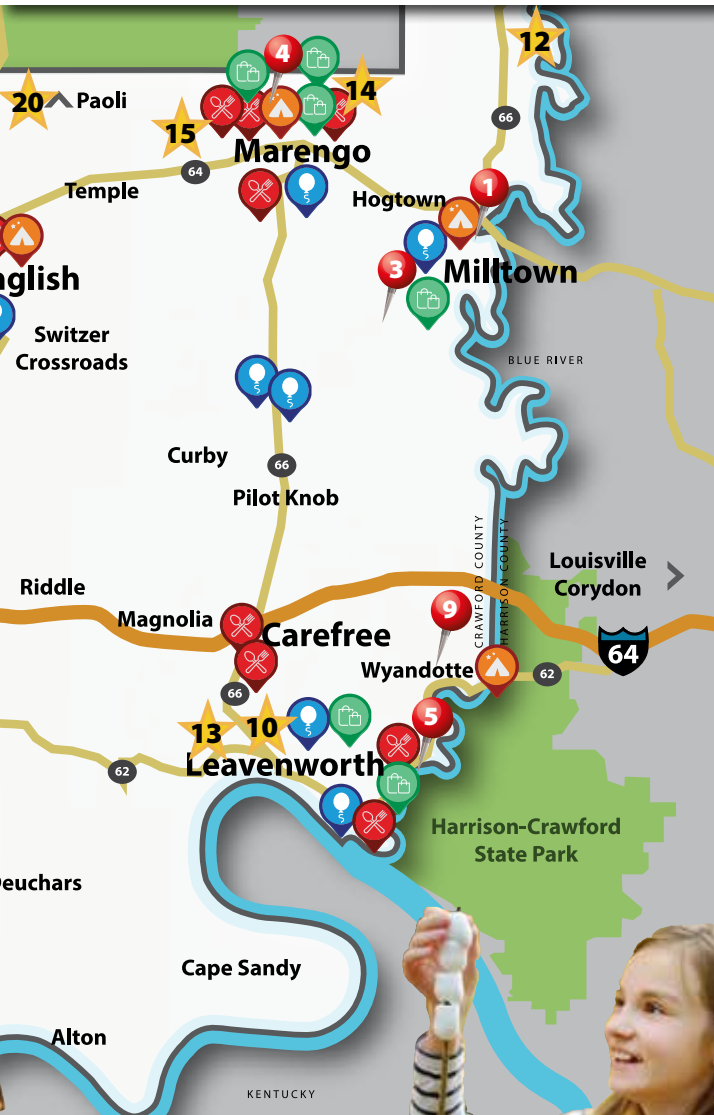 4
12
20
Paoli
14
15
66
Marengo
64
Temple
1
Hogtown
3
Milltown
nglish
Switzer
Crossroads
BLUE RIVER
Curby
66
Pilot Knob
CRAWFORD COUNTY
HARRISON COUNTY
Louisville
Corydon
Riddle
Magnolia
9
Carefree
64
Wyandotte
62
66
5
13
10
Leavenworth
62
Harrison-Crawford
State Park
euchars
Cape Sandy
Alton
KENTUCKY